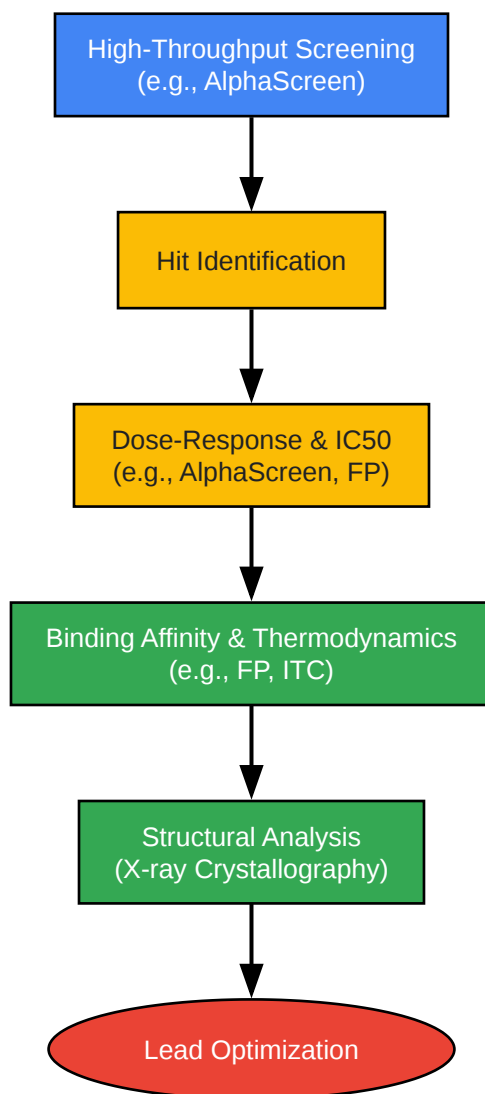 High-Throughput Screening
(e.g., AlphaScreen)
Hit Identification
Dose-Response & IC50
(e.g., AlphaScreen, FP)
Binding Affinity & Thermodynamics
(e.g., FP, ITC)
Structural Analysis
(X-ray Crystallography)
Lead Optimization